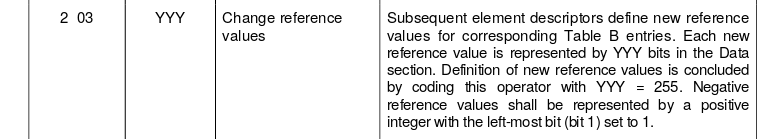 2 03 YYY Change reference Subsequent element descriptors define new reference
values values for corresponding Table B entries. Each new
reference value is represented by YYY bits in the Data
section. Definition of new reference values is concluded
by coding this operator with YYY = 255. Negative
reference values shall be represented by a positive
integer with the left-most bit (bit 1) set to 1.